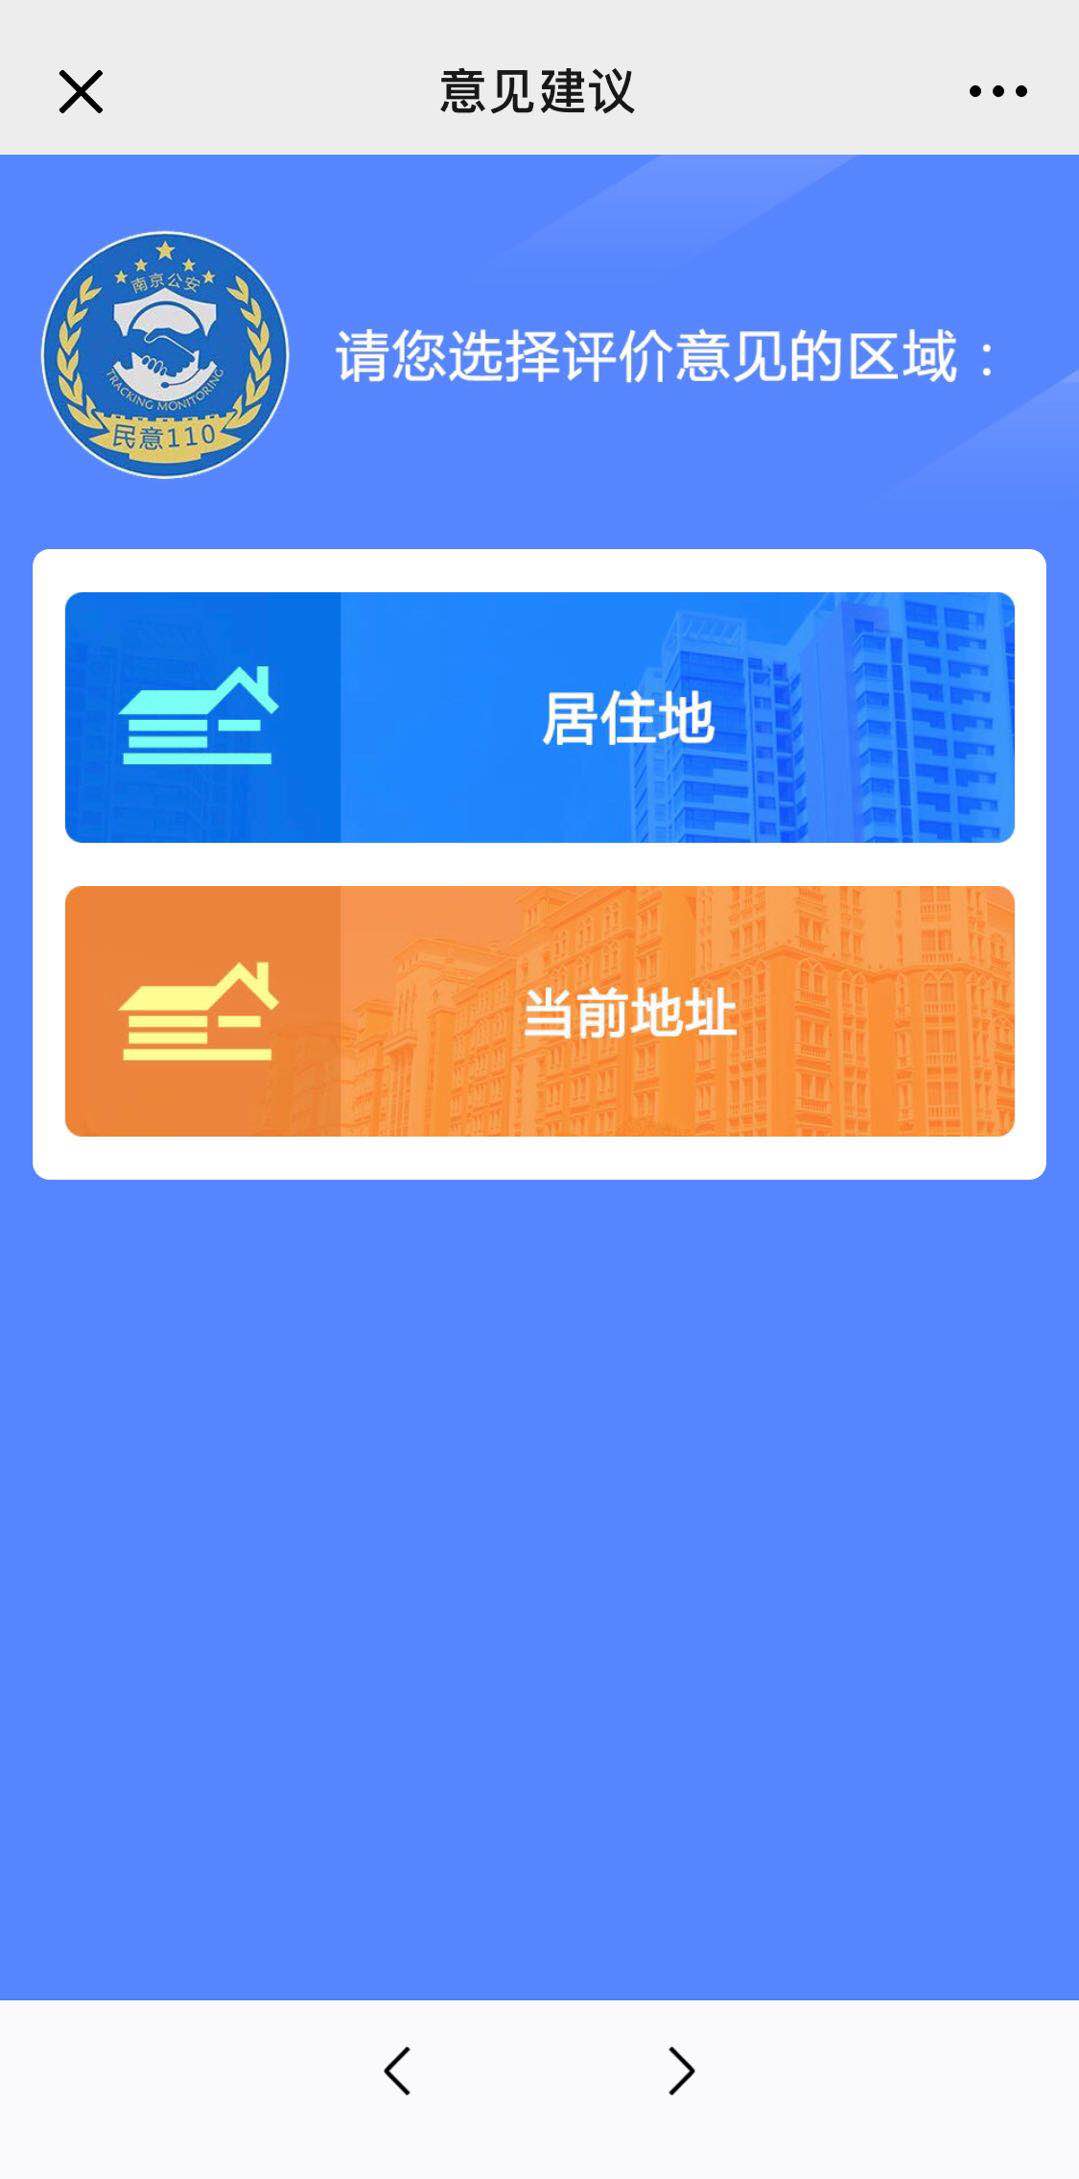 意见建议
南京公安
TRACKING MONITORING
民意110
请您选择评价意见的区域：
居住地
当前地址